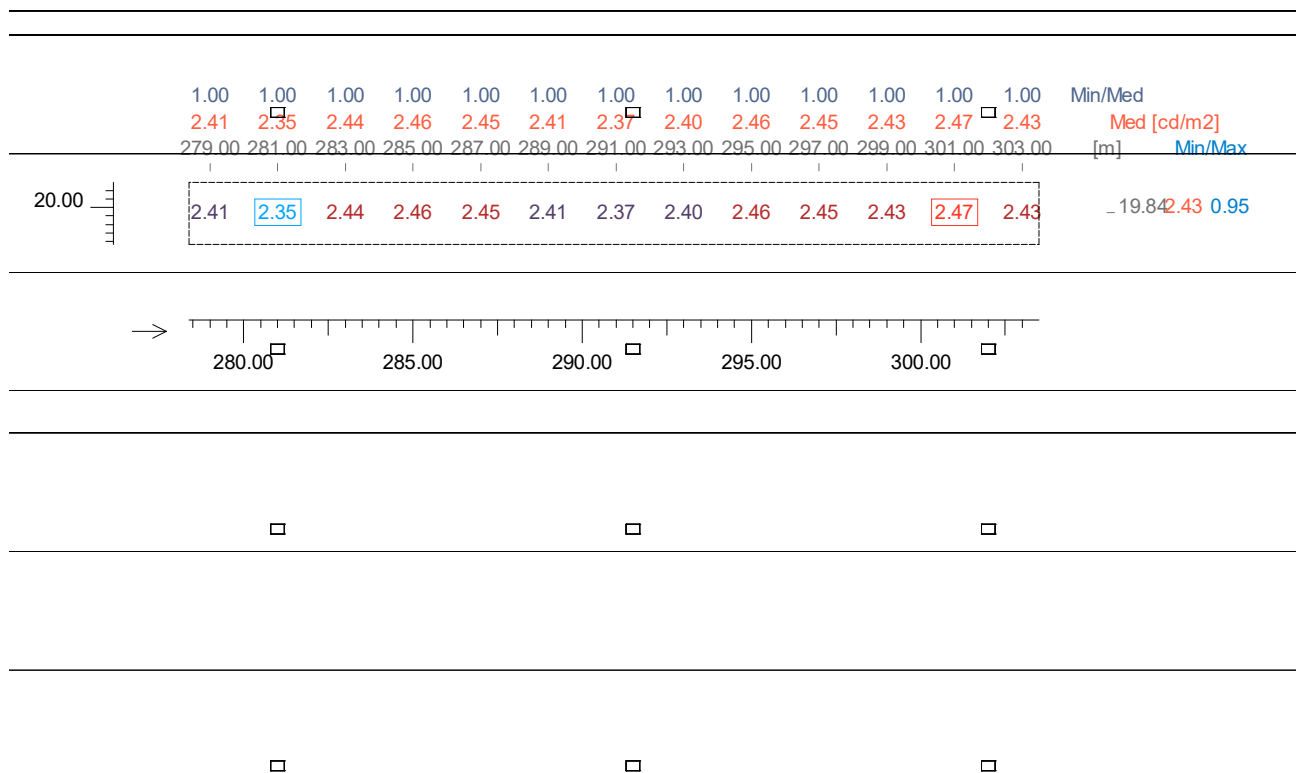 1.00 1.00 1.00 1.00 1.00 1.00 1.00 1.00 1.00 1.00 1.00 1.00 1.00 Min/Med
2.41 2.35 2.44 2.46 2.45 2.41 2.37 2.40 2.46 2.45 2.43 2.47 2.43 Med [cd/m2]
279.00 281.00 283.00 285.00 287.00 289.00 291.00 293.00 295.00 297.00 299.00 301.00 303.00 [m] Min/Max
20.00 2.41 2.35 2.44 2.46 2.45 2.41 2.37 2.40 2.46 2.45 2.43 2.47 2.43 19.84 2.43 0.95
280.00 285.00 290.00 295.00 300.00